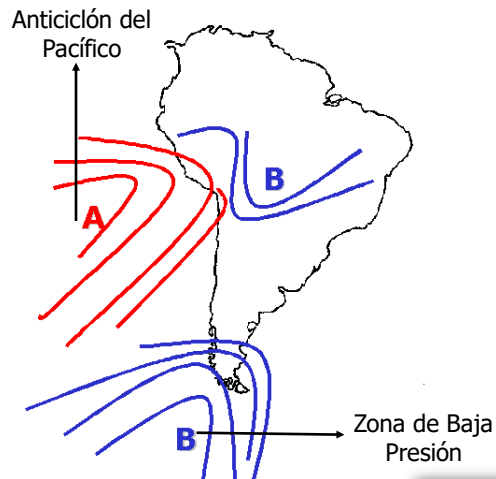 Anticiclón del
Pacífico
B
A
B
Zona de Baja
Presión